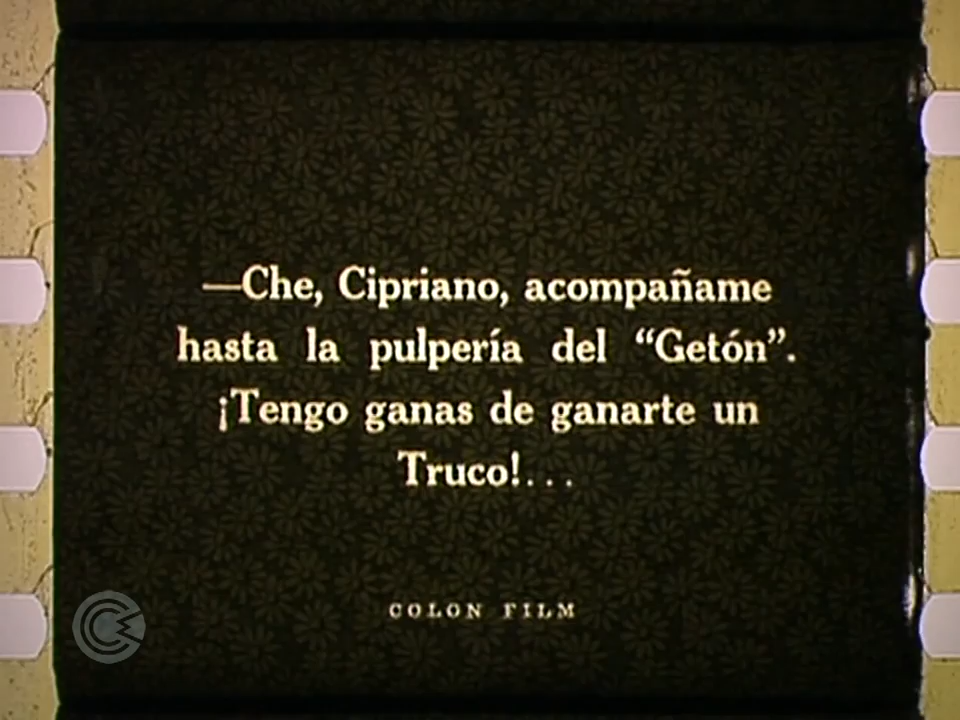 —Che, Cipriano, acompañame
hasta la pulpería del “Getón”.
¡Tengo ganas de ganarte un
Truco!...
COLON FILM